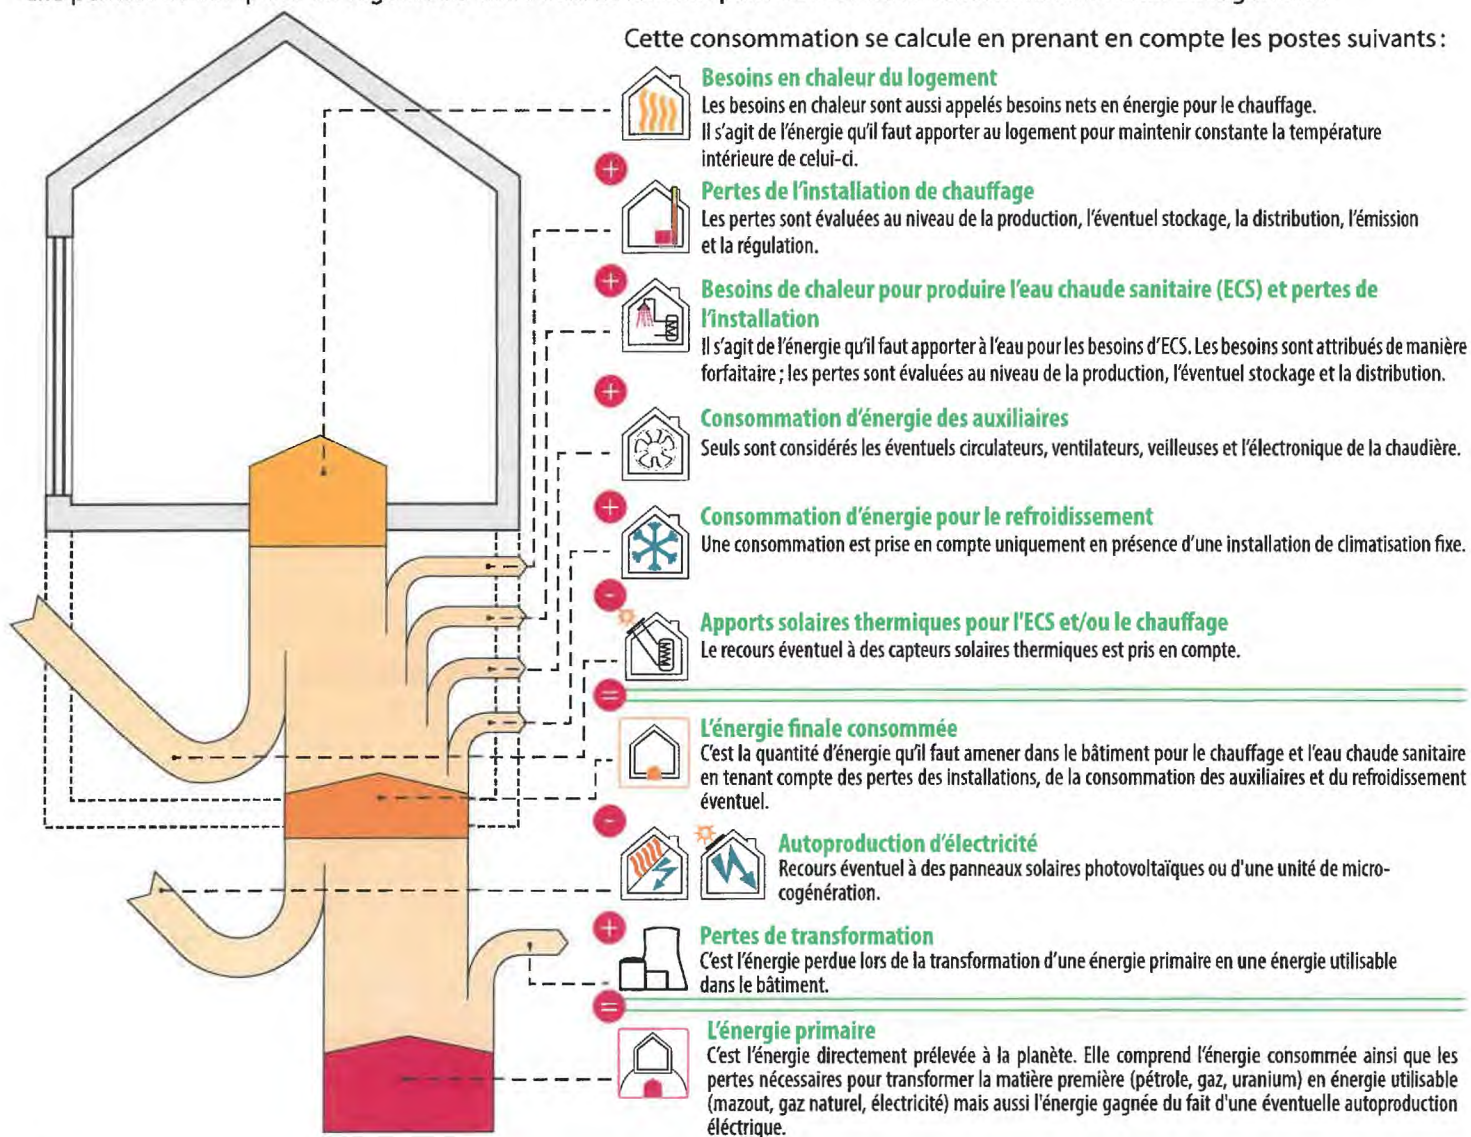 Cette consommation se calcule en prenant en compte les postes suivants :
Besoins en chaleur du logement
Les besoins en chaleur sont aussi appelés besoins nets en énergie pour le chauffage.
Il s'agit de l'énergie qu'il faut apporter au logement pour maintenir constante la température
intérieure de celui-ci.
+
Pertes de l'installation de chauffage
Les pertes sont évaluées au niveau de la production, l'éventuel stockage, la distribution, l'émission
et la régulation.
+
Besoins de chaleur pour produire l'eau chaude sanitaire (ECS) et pertes de
l'installation
Il s'agit de l'énergie qu'il faut apporter à l'eau pour les besoins d'ECS. Les besoins sont attribués de manière
forfaitaire ; les pertes sont évaluées au niveau de la production, l'éventuel stockage et la distribution.
+
Consommation d'énergie des auxiliaires
Seuls sont considérés les éventuels circulateurs, ventilateurs, veilleuses et l'électronique de la chaudière.
+
Consommation d'énergie pour le refroidissement
Une consommation est prise en compte uniquement en présence d'une installation de climatisation fixe.
-
Apports solaires thermiques pour l'ECS et/ou le chauffage
Le recours éventuel à des capteurs solaires thermiques est pris en compte.
=
L'énergie finale consommée
C'est la quantité d'énergie qu'il faut amener dans le bâtiment pour le chauffage et l'eau chaude sanitaire
en tenant compte des pertes des installations, de la consommation des auxiliaires et du refroidissement
éventuel.
-
Autoproduction d'électricité
Recours éventuel à des panneaux solaires photovoltaïques ou d'une unité de micro-
cogénération.
+
Pertes de transformation
C'est l'énergie perdue lors de la transformation d'une énergie primaire en une énergie utilisable
dans le bâtiment.
=
L'énergie primaire
C'est l'énergie directement prélevée à la planète. Elle comprend l'énergie consommée ainsi que les
pertes nécessaires pour transformer la matière première (pétrole, gaz, uranium) en énergie utilisable
(mazout, gaz naturel, électricité) mais aussi l'énergie gagnée du fait d'une éventuelle autoproduction
éléctrique.